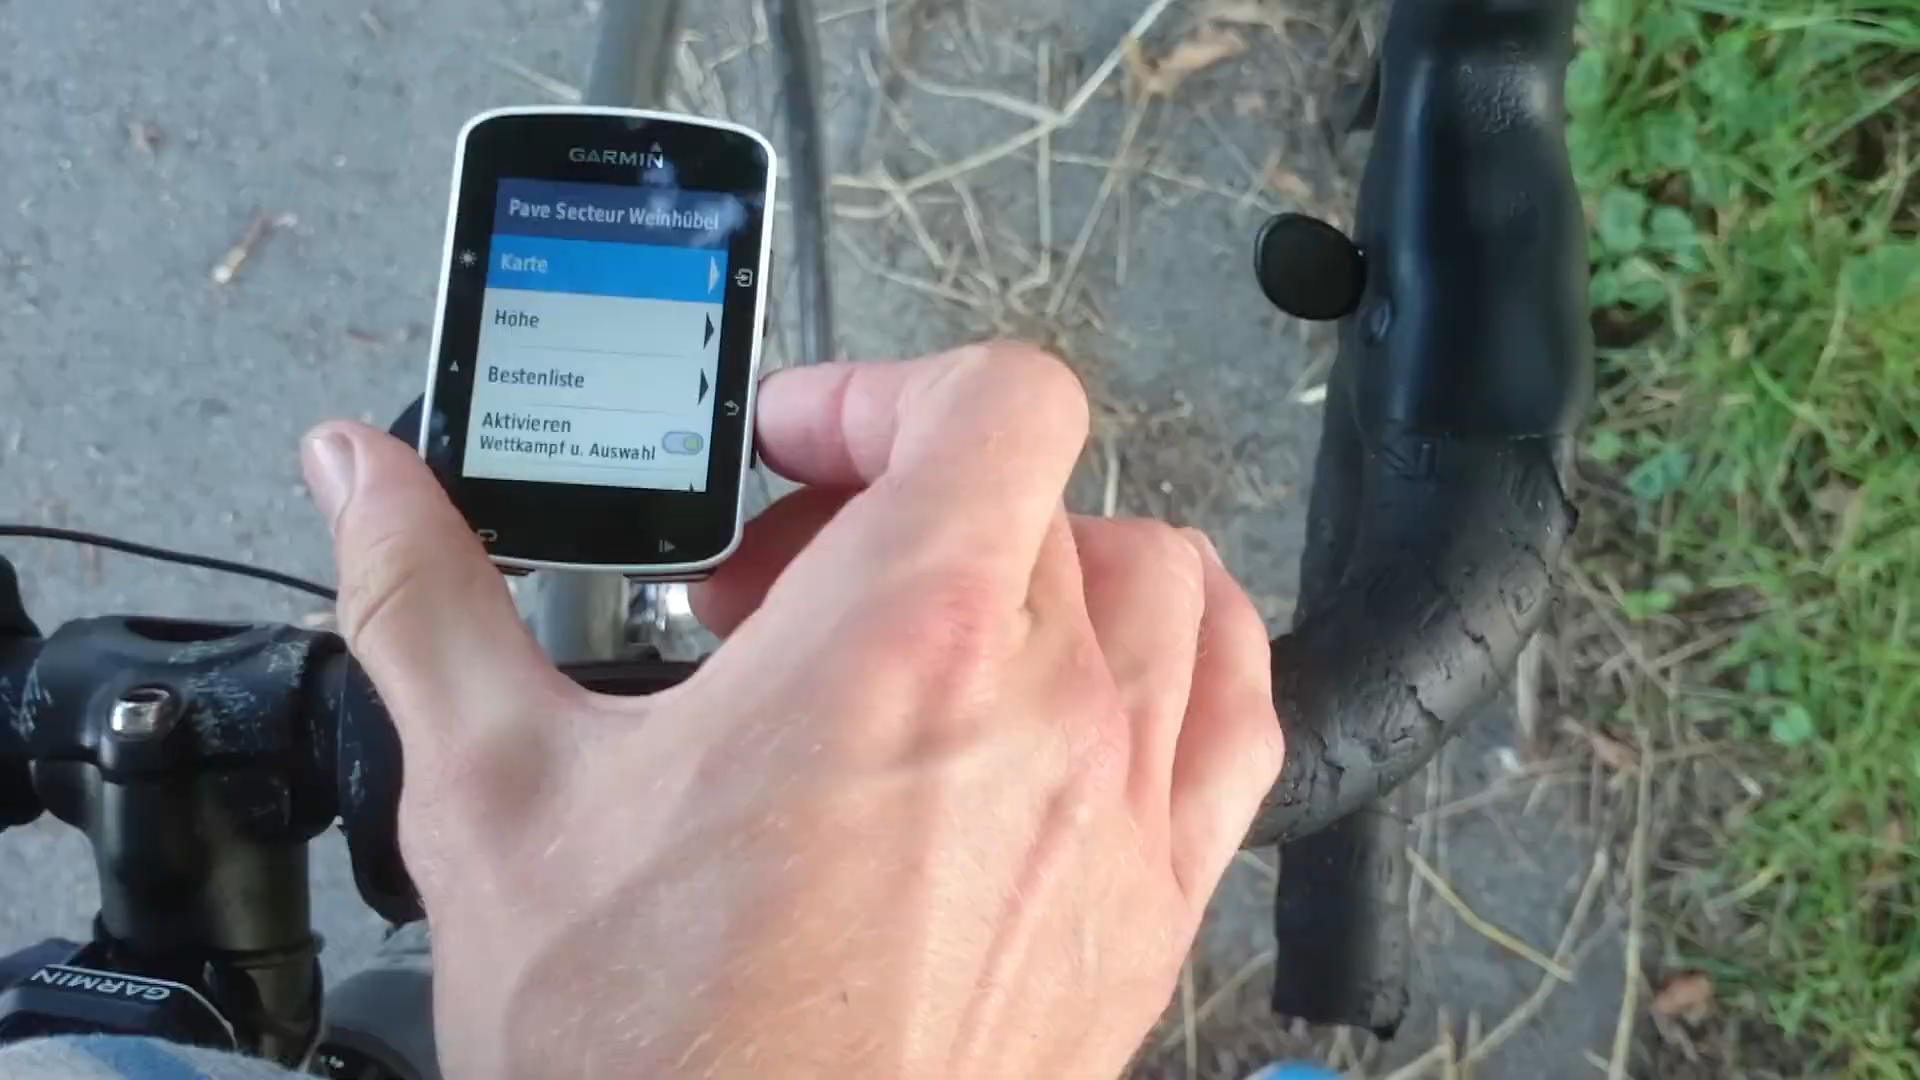 GARMIN
Pave Secteur Weinhübel
Karte
Höhe
Bestenliste
Aktivieren
Wettkampf u. Auswahl
GARMIN